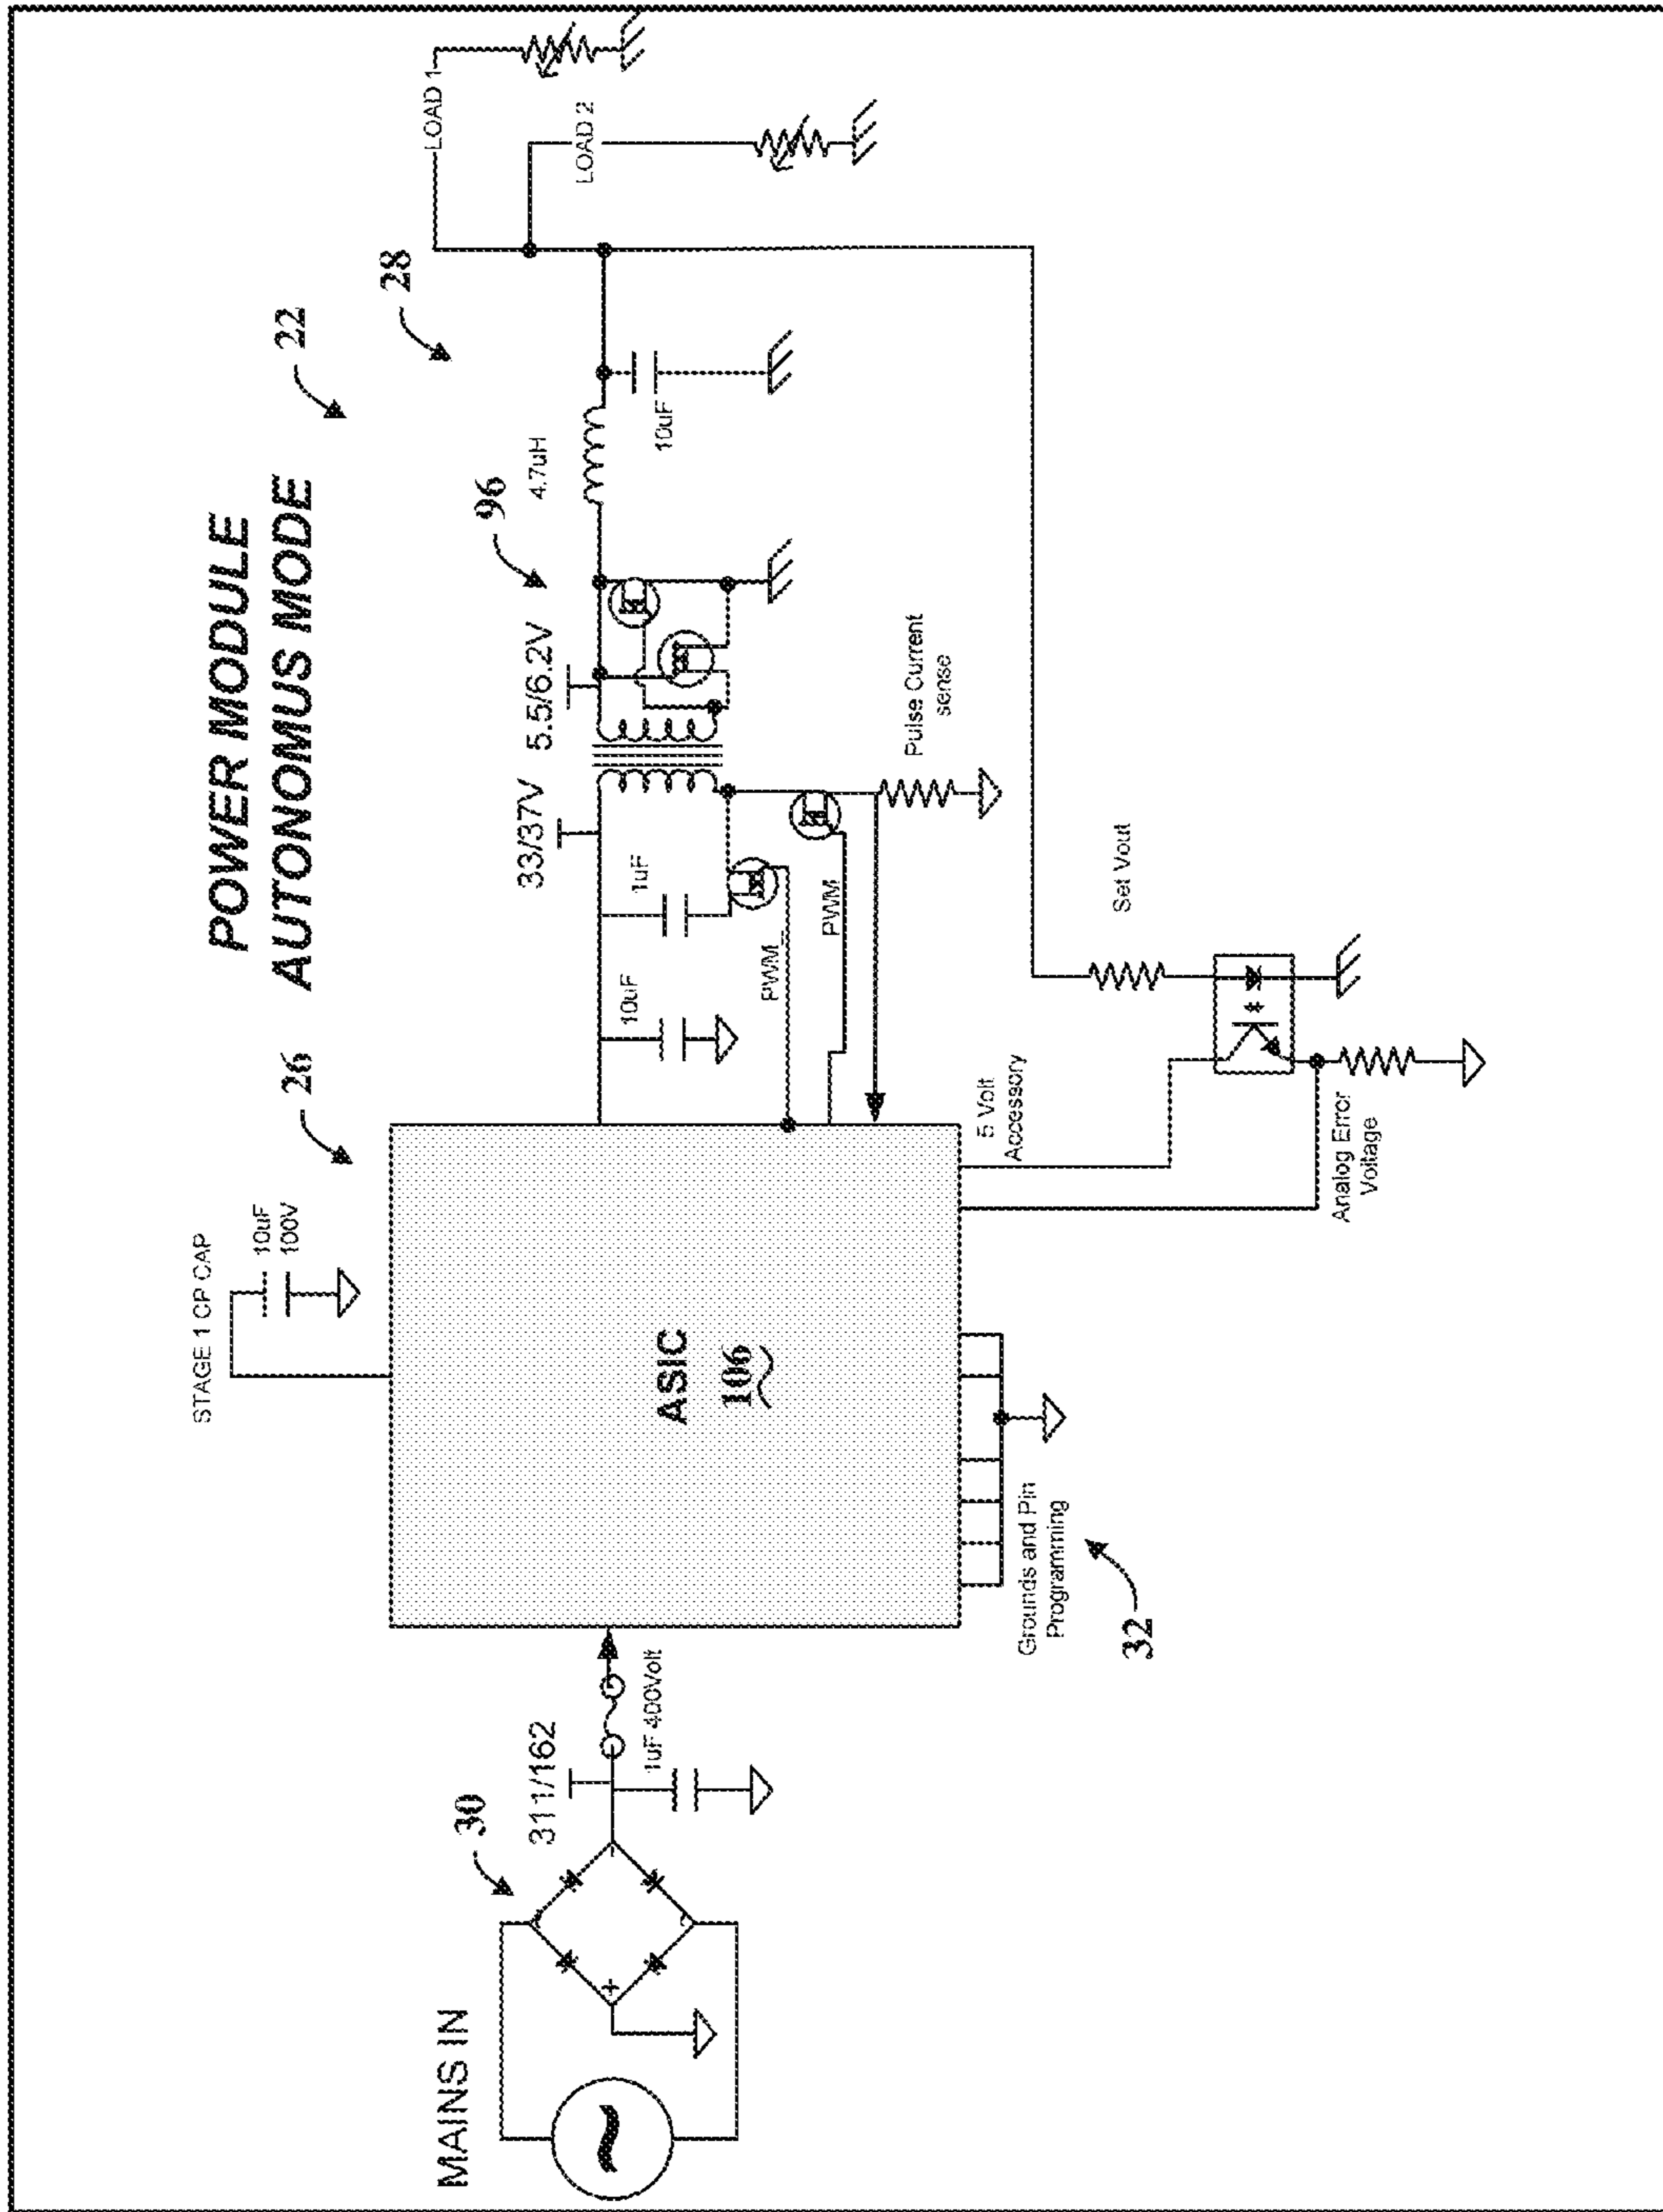 POWER MODULE
AUTONOMUS MODE
22
26
28
STAGE 1 CP CAP
10uF
100V
MAINS IN
30
311/162
1uF 400Volt
+
-
ASIC
106
Grounds and Pin
Programming
32
10uF
1uF
33/37V
5.5/6.2V
96
4.7uH
10uF
LOAD 1
LOAD 2
PWM_
PWM
Pulse Current
sense
5 Volt
Accessory
Set Vout
Analog Error
Voltage